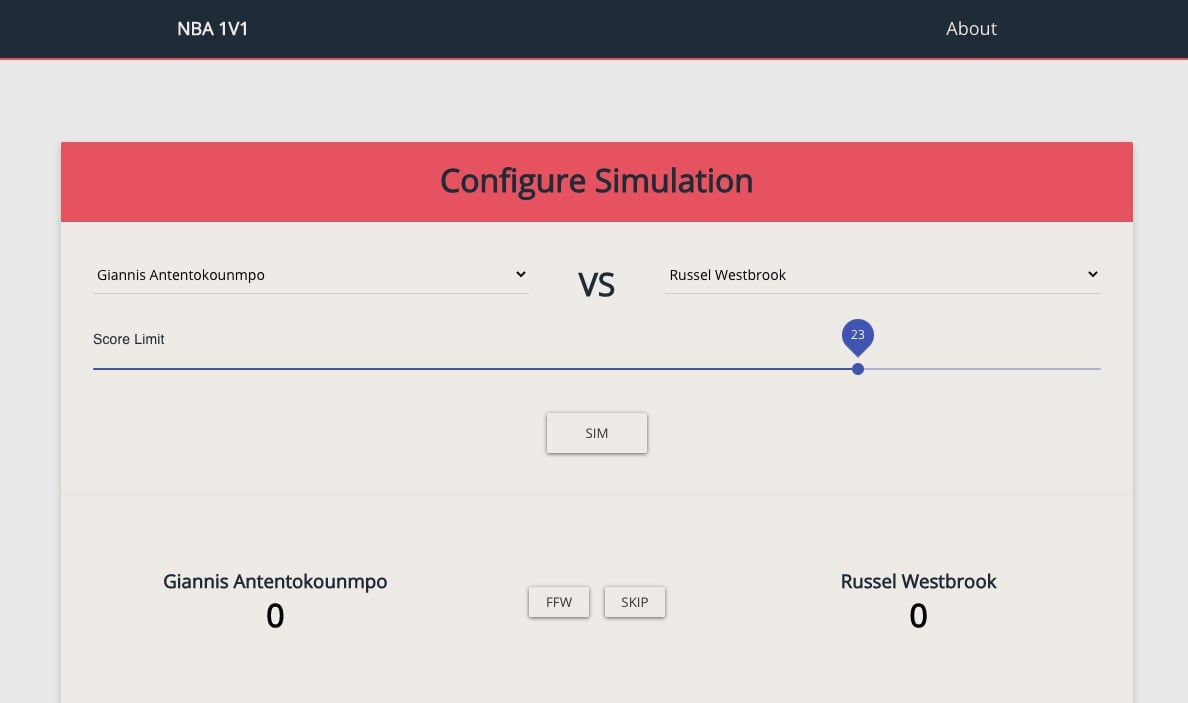 NBA 1V1 About
Configure Simulation
Giannis Antentokounmpo VS Russel Westbrook
Score Limit 23
SIM
Giannis Antentokounmpo Russel Westbrook
FFW SKIP
0 0